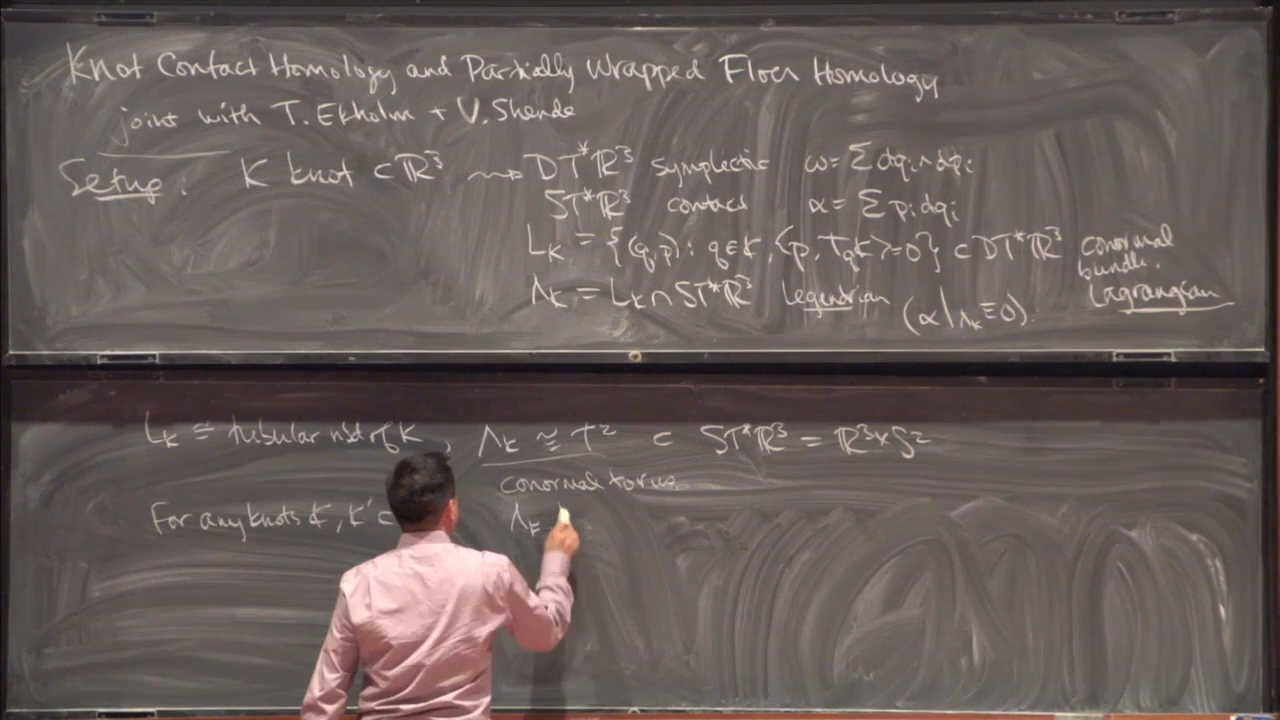 Knot Contact Homology and Partially Wrapped Floer Homology
joint with T. Ekholm + V. Shende
Setup: K knot ⊂ ℝ³ ⇝ DT*ℝ³ symplectic ω = Σ dqᵢ∧dpᵢ
ST*ℝ³ contact α = Σ pᵢdqᵢ
L_K = {(q,p): q∈K, ⟨p, T_qK⟩=0} ⊂ DT*ℝ³ conormal bundle. Lagrangian
Λ_K = L_K ∩ ST*ℝ³ Legendrian (α|Λ_K ≡ 0).
L_K ≅ tubular nbd of K, Λ_K ≅ T² ⊂ ST*ℝ³ = ℝ³×S²
conormal torus.
For any knots K, K' ⊂ Λ_K